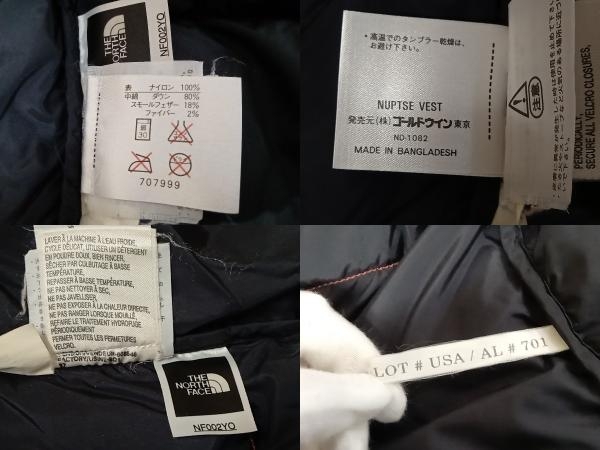 THE
NORTH
FACE
NF002YQ
表 ナイロン 100%
中綿 ダウン 80%
スモールフェザー 18%
ファイバー 2%
弱
30
707999
・高温でのタンブラー乾燥は、
お避け下さい。
NUPTSE VEST
発売元(株)ゴールドウイン東京
ND-1082
MADE IN BANGLADESH
注意
PERIODICALLY,
SECURE ALL VELCRO CLOSURES.
LAVER À LA MACHINE À L'EAU FROIDE,
CYCLE DÉLICAT, UTILISER UN DÉTERGENT
EN POUDRE DOUX, BIEN RINCER,
SÉCHER PAR CULBUTAGE À BASSE
TEMPÉRATURE,
REPASSER À BASSE TEMPÉRATURE
NE PAS NETTOYER À SEC,
NE PAS JAVELLISER,
NE PAS EXPOSER À LA CHALEUR DIRECTE,
NE PAS RANGER LORSQUE MOUILLÉ,
REFAIRE LE TRAITEMENT HYDROFUGE
PÉRIODIQUEMENT
FERMER TOUTES LES FERMETURES
VELCRO.
THE
NORTH
FACE
NF002YQ
LOT # USA / AL # 701